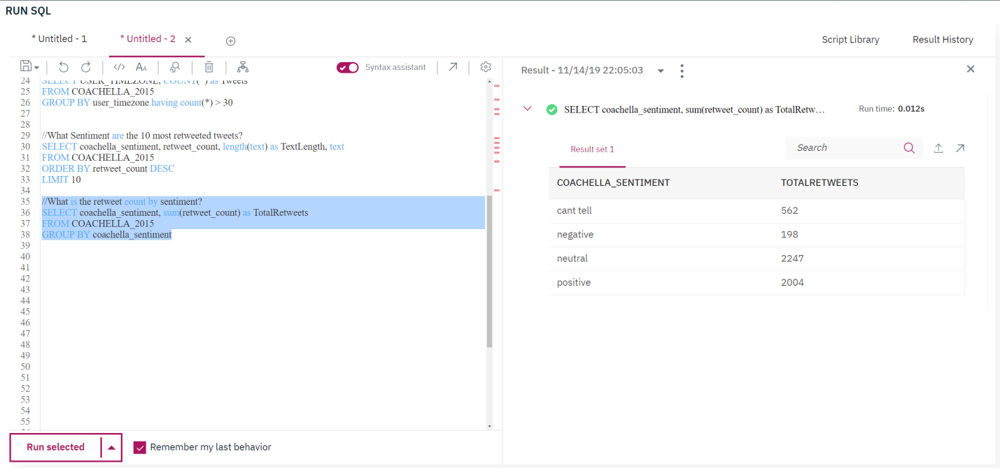 RUN SQL
* Untitled - 1
* Untitled - 2
Script Library
Result History
Syntax assistant
24 SELECT USER_TIMEZONE, COUNT(*) as Tweets
25 FROM COACHELLA_2015
26 GROUP BY user_timezone having count(*) > 30
27
28
29 //What Sentiment are the 10 most retweeted tweets?
30 SELECT coachella_sentiment, retweet_count, length(text) as TextLength, text
31 FROM COACHELLA_2015
32 ORDER BY retweet_count DESC
33 LIMIT 10
34
35 //What is the retweet count by sentiment?
36 SELECT coachella_sentiment, sum(retweet_count) as TotalRetweets
37 FROM COACHELLA_2015
38 GROUP BY coachella_sentiment
39
40
41
42
43
44
45
46
47
48
49
50
51
52
53
54
55
Run selected
Remember my last behavior
Result - 11/14/19 22:05:03
SELECT coachella_sentiment, sum(retweet_count) as TotalRetw…
Run time: 0.012s
Result set 1
Search
COACHELLA_SENTIMENT TOTALRETWEETS
cant tell 562
negative 198
neutral 2247
positive 2004